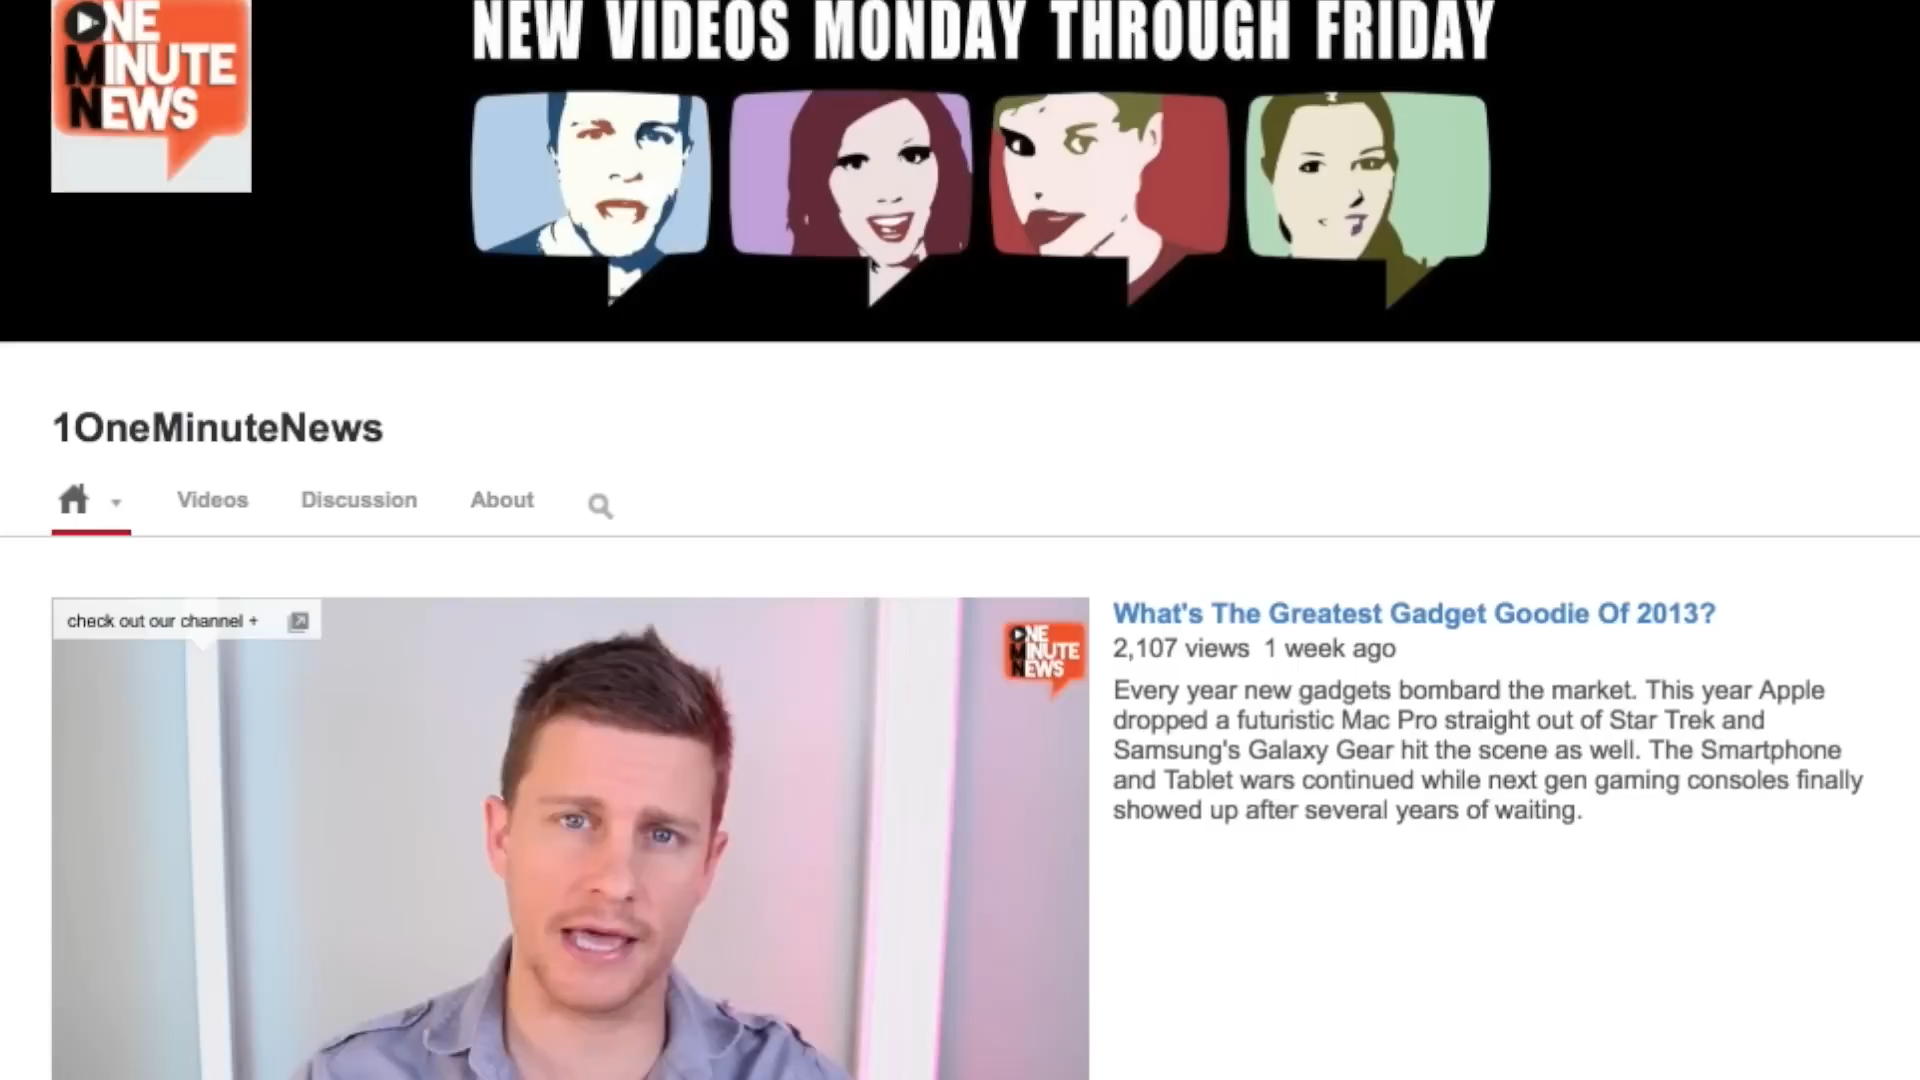 ONE
MINUTE
NEWS
NEW VIDEOS MONDAY THROUGH FRIDAY
1OneMinuteNews
Videos Discussion About
check out our channel +
ONE
MINUTE
NEWS
What's The Greatest Gadget Goodie Of 2013?
2,107 views 1 week ago
Every year new gadgets bombard the market. This year Apple
dropped a futuristic Mac Pro straight out of Star Trek and
Samsung's Galaxy Gear hit the scene as well. The Smartphone
and Tablet wars continued while next gen gaming consoles finally
showed up after several years of waiting.